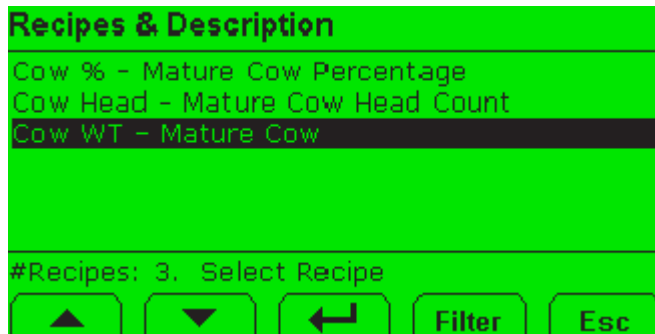 Recipes & Description
Cow % - Mature Cow Percentage
Cow Head - Mature Cow Head Count
Cow WT - Mature Cow
#Recipes: 3. Select Recipe
Filter Esc